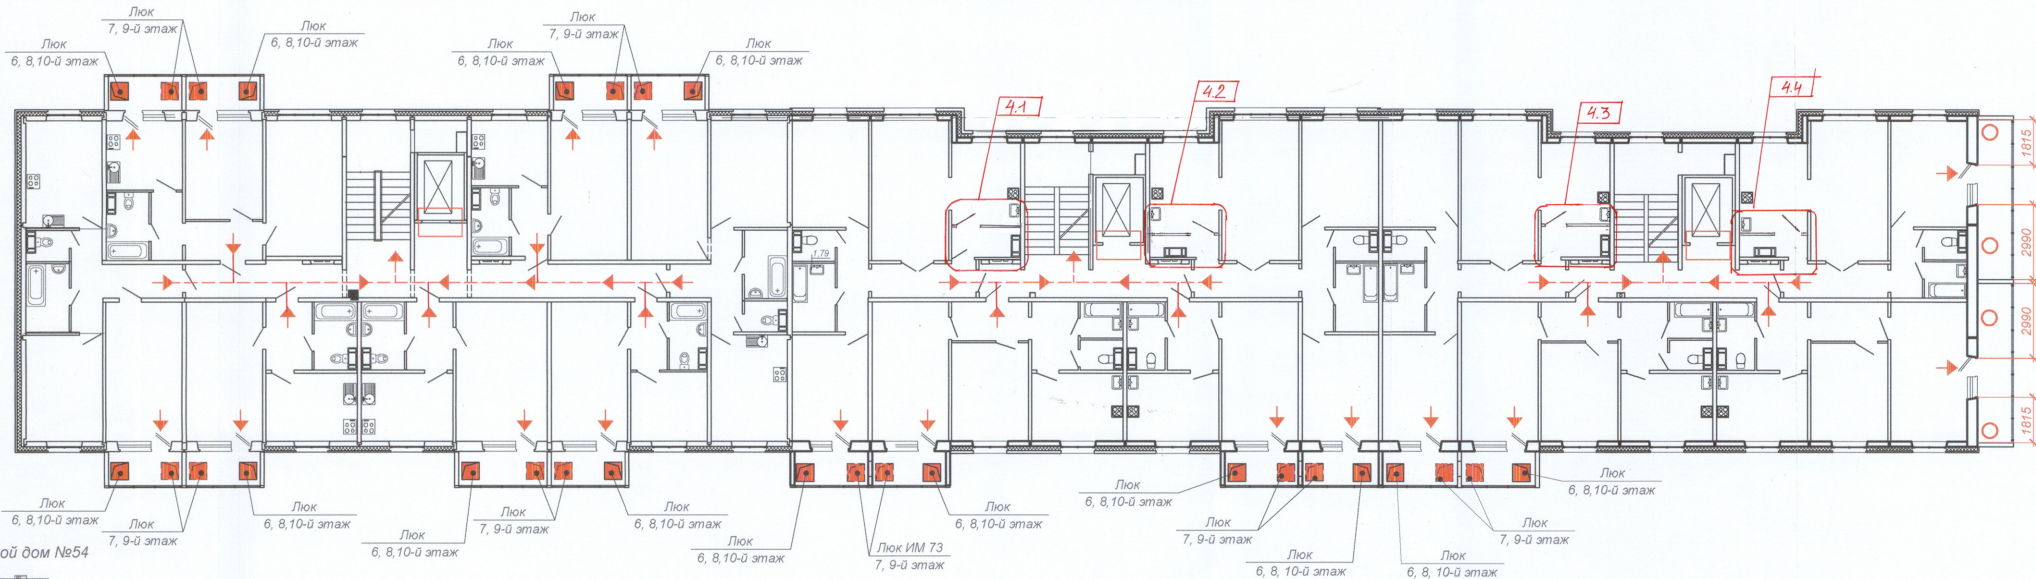 Люк
7, 9-й этаж
Люк
6, 8,10-й этаж
Люк
6, 8,10-й этаж
Люк
7, 9-й этаж
Люк
6, 8,10-й этаж
Люк
6, 8,10-й этаж
4.1
4.2
4.3
4.4
1815
2990
2990
1815
1,79
Люк
6, 8,10-й этаж
Люк
7, 9-й этаж
Люк
6, 8,10-й этаж
Люк
6, 8,10-й этаж
Люк
7, 9-й этаж
Люк
6, 8,10-й этаж
Люк
6, 8,10-й этаж
Люк ИМ 73
7, 9-й этаж
Люк
6, 8,10-й этаж
Люк
6, 8,10-й этаж
Люк
7, 9-й этаж
Люк
6, 8, 10-й этаж
Люк
6, 8, 10-й этаж
Люк
7, 9-й этаж
Люк
6, 8,10-й этаж
ой дом №54